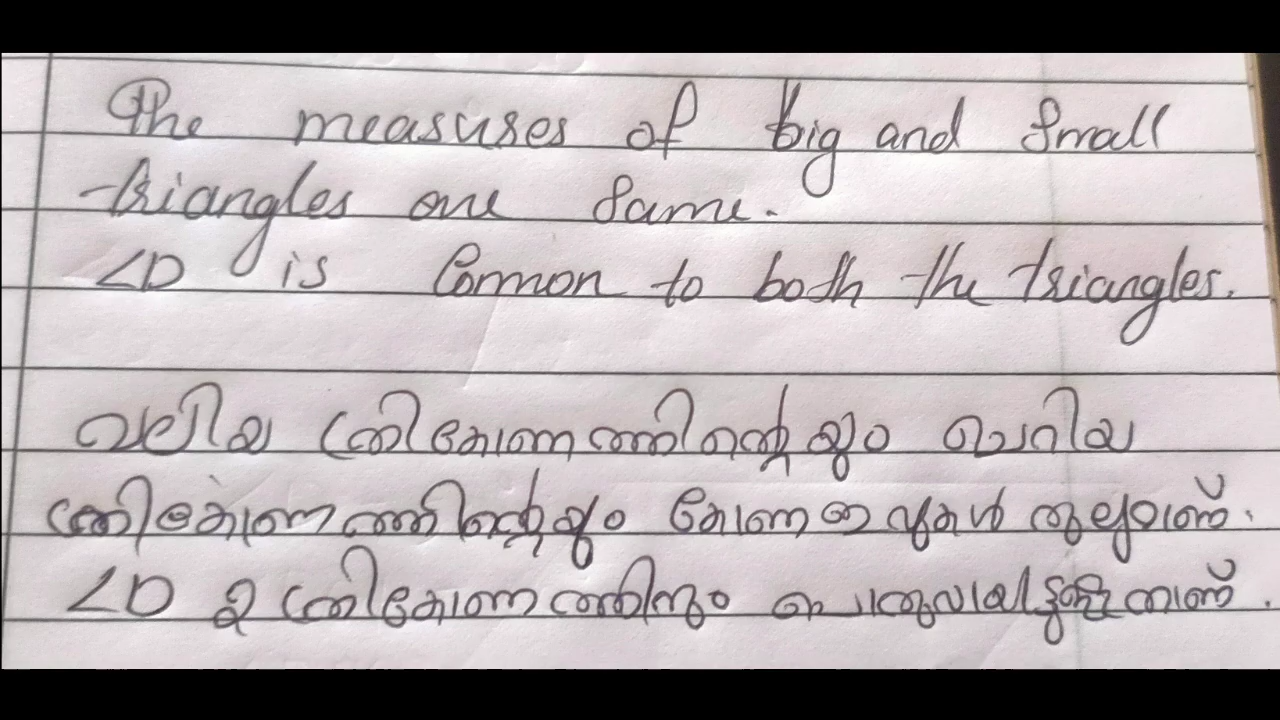 The measures of big and small
triangles are same.
∠D is Common to both the triangles.
വലിയ ത്രികോണത്തിന്റെയും ചെറിയ
ത്രികോണത്തിന്റെയും കോണളവുകൾ തുല്യമാണ്.
∠D ഇ ത്രികോണത്തിനും പൊതുവായിട്ടുള്ളതാണ്.